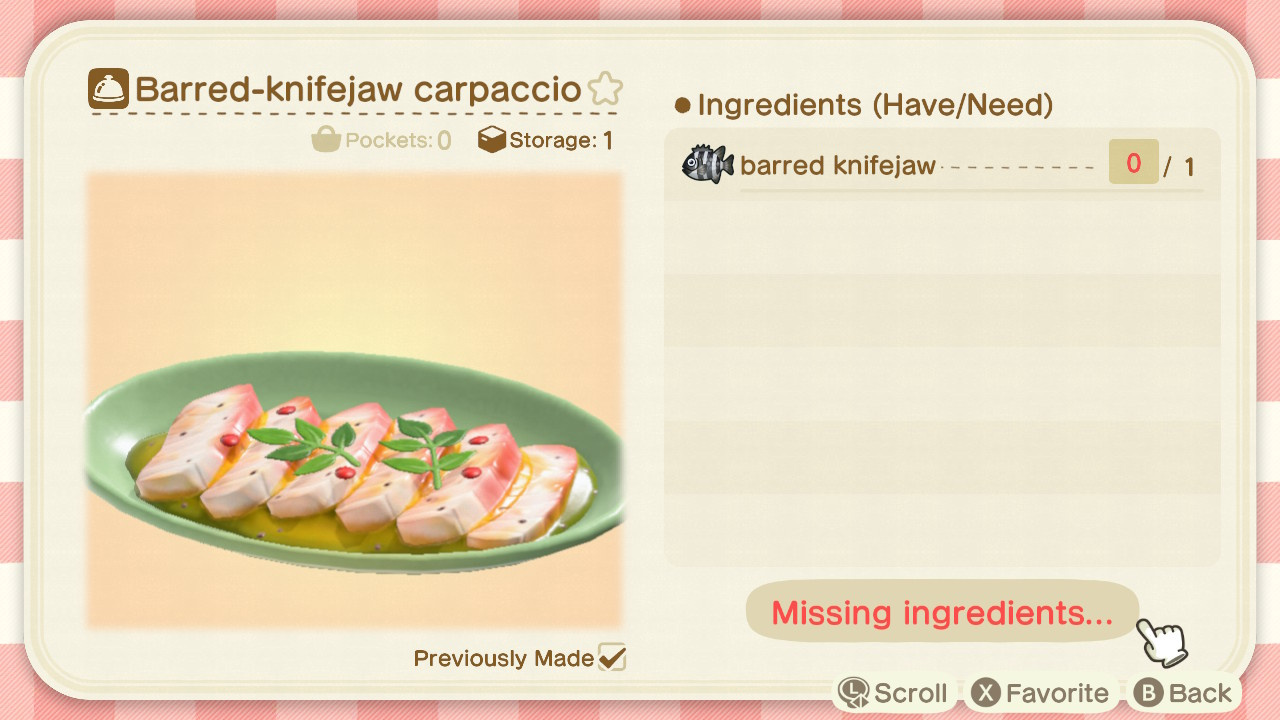 Barred-knifejaw carpaccio
Pockets: 0 Storage: 1
Previously Made
Ingredients (Have/Need)
barred knifejaw 0 / 1
Missing ingredients...
L Scroll X Favorite B Back